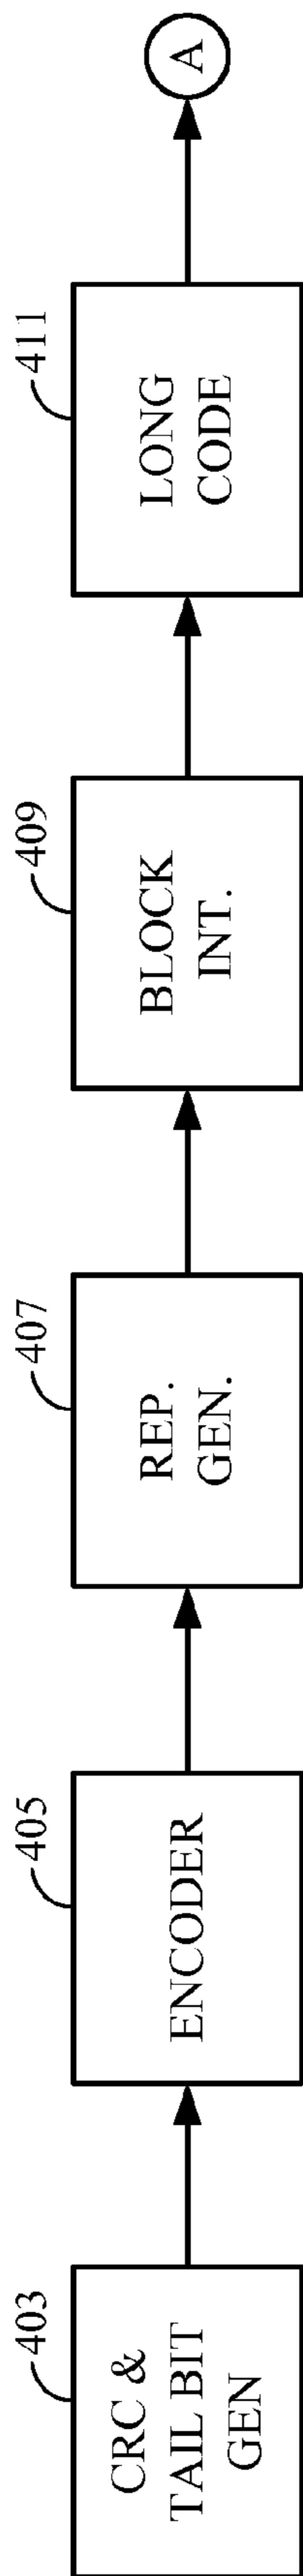 403
CRC &
TAIL BIT
GEN
405
ENCODER
407
REP.
GEN.
409
BLOCK
INT.
411
LONG
CODE
A